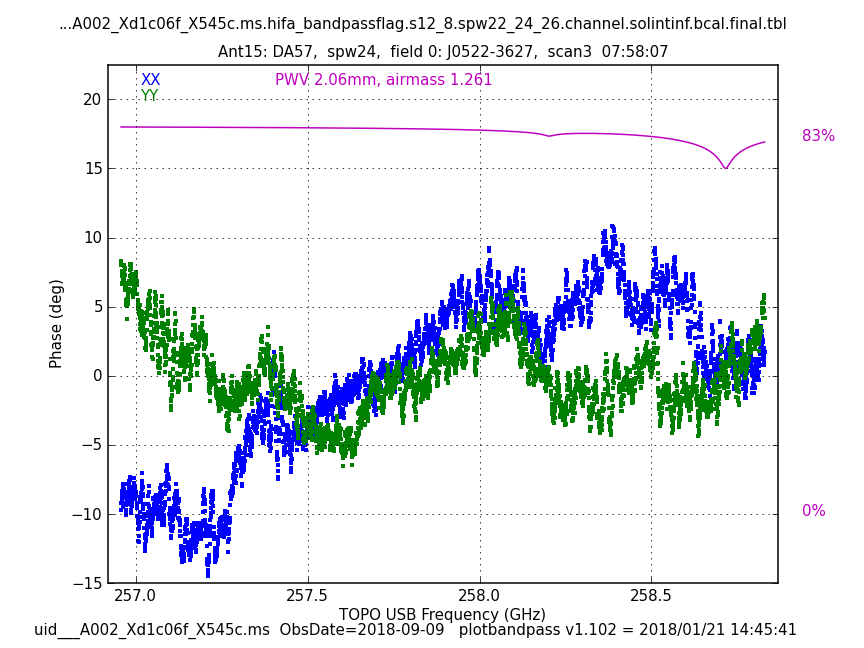 ...A002_Xd1c06f_X545c.ms.hifa_bandpassflag.s12_8.spw22_24_26.channel.solintinf.bcal.final.tbl
Ant15: DA57, spw24, field 0: J0522-3627, scan3 07:58:07
XX
PWV 2.06mm, airmass 1.261
YY
20
83%
15
10
5
0
−5
−10
0%
−15
Phase (deg)
257.0 257.5 258.0 258.5
TOPO USB Frequency (GHz)
uid___A002_Xd1c06f_X545c.ms ObsDate=2018-09-09 plotbandpass v1.102 = 2018/01/21 14:45:41